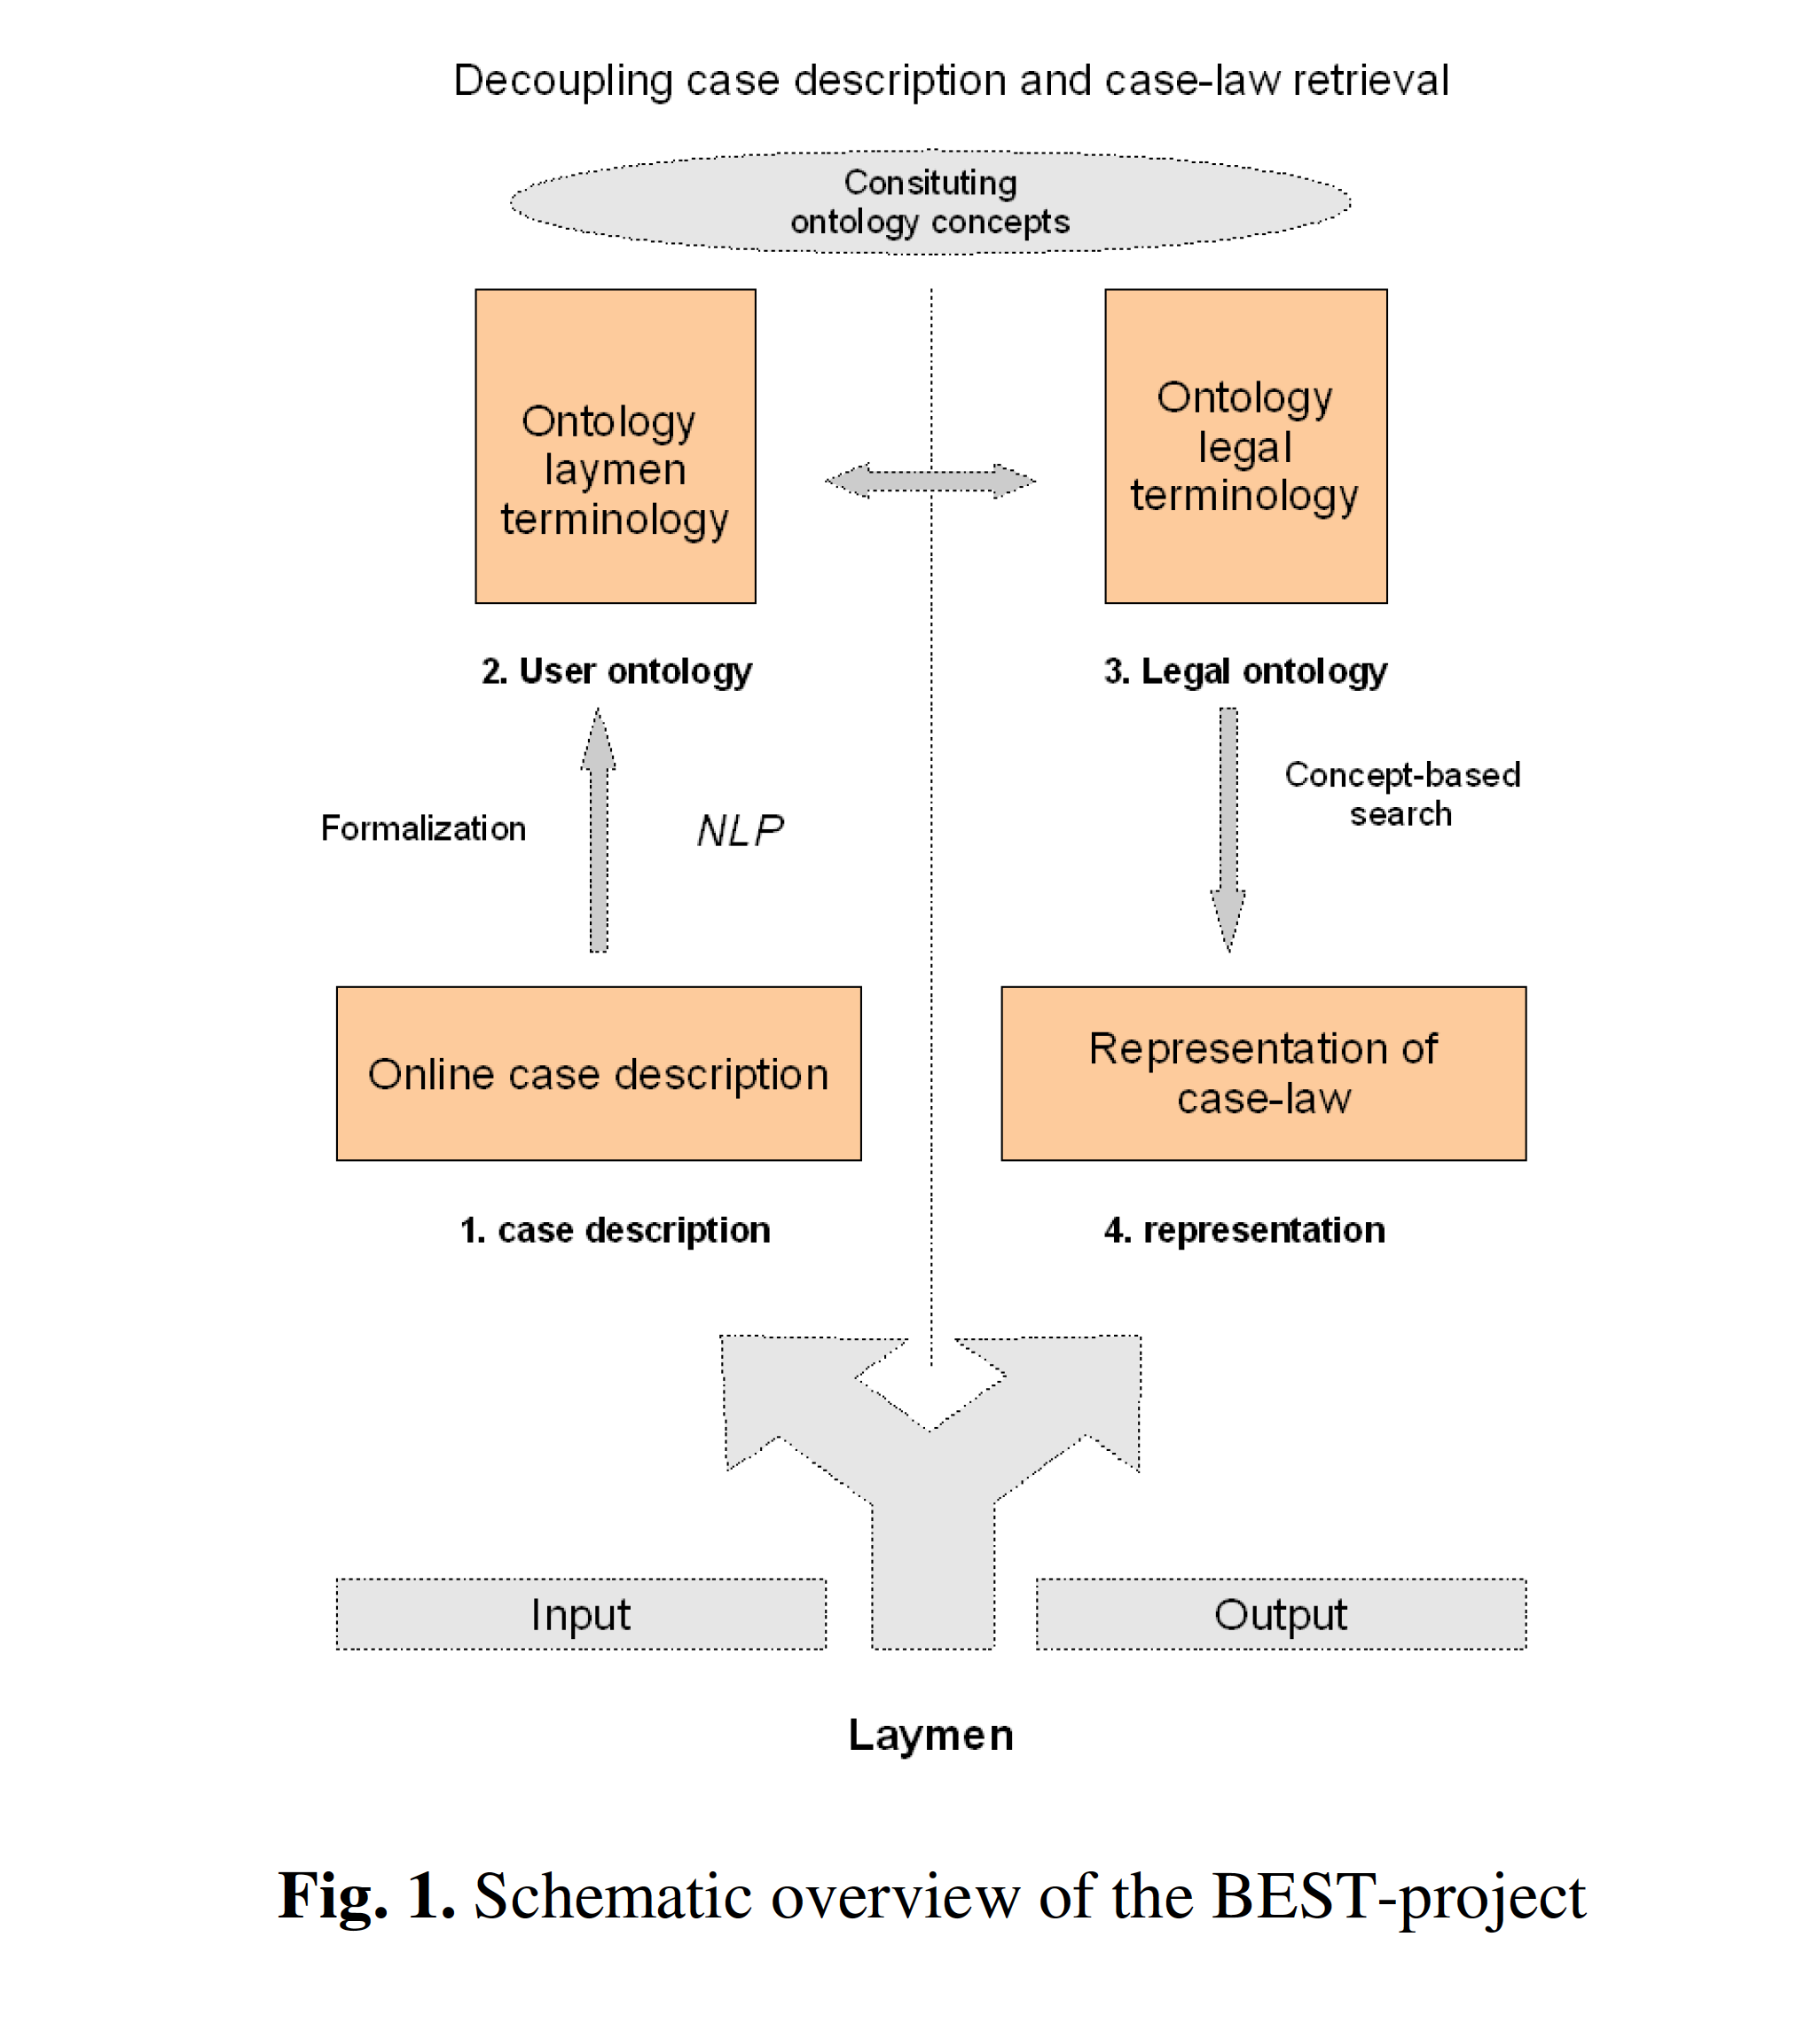 Decoupling case description and case-law retrieval
Consituting
ontology concepts
Ontology
laymen
terminology
Ontology
legal
terminology
2. User ontology
3. Legal ontology
Formalization
NLP
Concept-based
search
Online case description
Representation of
case-law
1. case description
4. representation
Input
Output
Laymen
Fig. 1. Schematic overview of the BEST-project